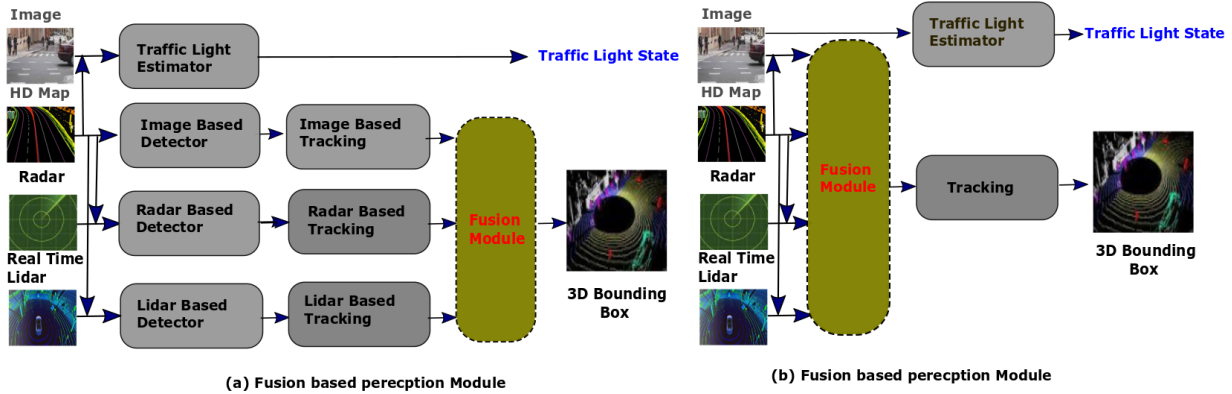 Image
Traffic Light
Estimator
Traffic Light State
HD Map
Image Based
Detector
Image Based
Tracking
Radar
Radar Based
Detector
Radar Based
Tracking
Fusion
Module
Real Time
Lidar
Lidar Based
Detector
Lidar Based
Tracking
3D Bounding
Box
(a) Fusion based perecption Module
Image
Traffic Light
Estimator
Traffic Light State
HD Map
Radar
Fusion
Module
Tracking
Real Time
Lidar
3D Bounding
Box
(b) Fusion based perecption Module